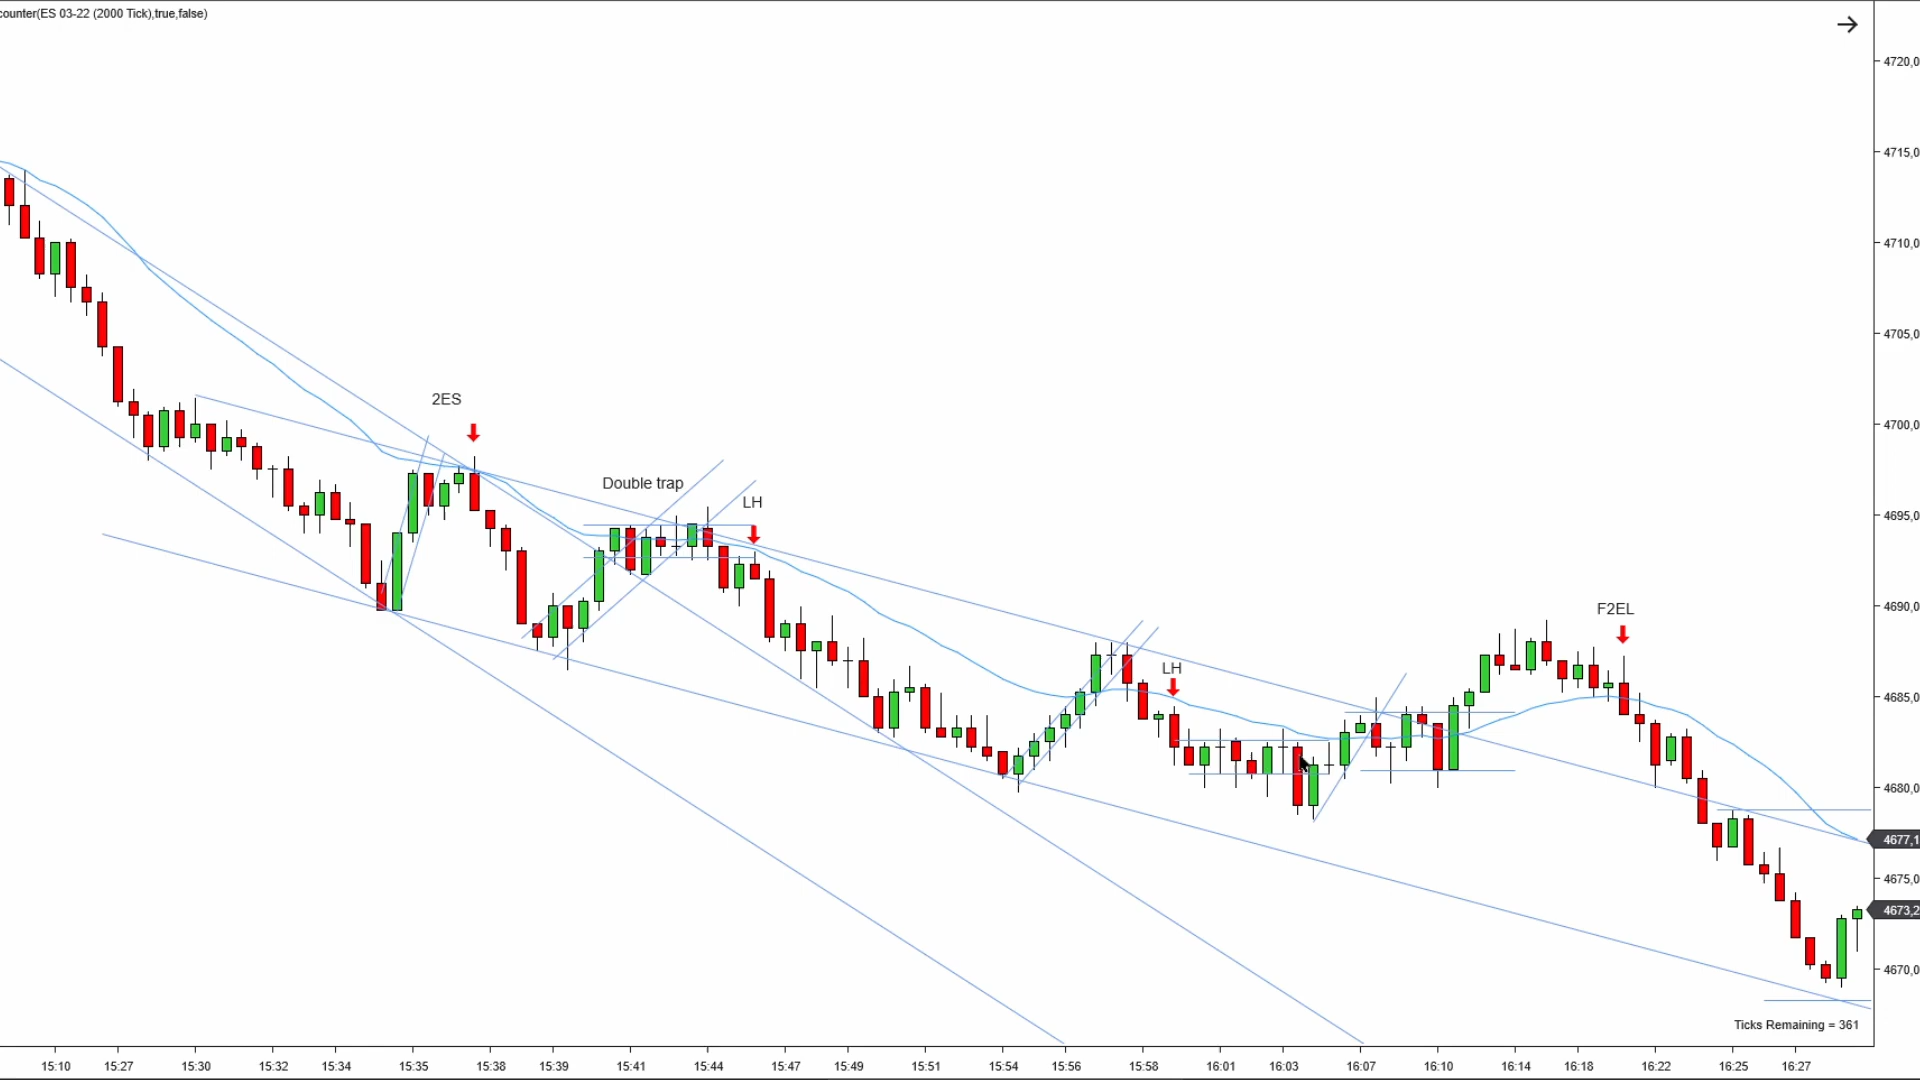 counter(ES 03-22 (2000 Tick),true,false)
4720,0
4715,0
4710,0
4705,0
2ES
4700,0
Double trap
LH
4695,0
F2EL
4690,0
LH
4685,0
4680,0
4677,1
4675,0
4673,2
4670,0
Ticks Remaining = 361
15:10 15:27 15:30 15:32 15:34 15:35 15:38 15:39 15:41 15:44 15:47 15:49 15:51 15:54 15:56 15:58 16:01 16:03 16:07 16:10 16:14 16:18 16:22 16:25 16:27